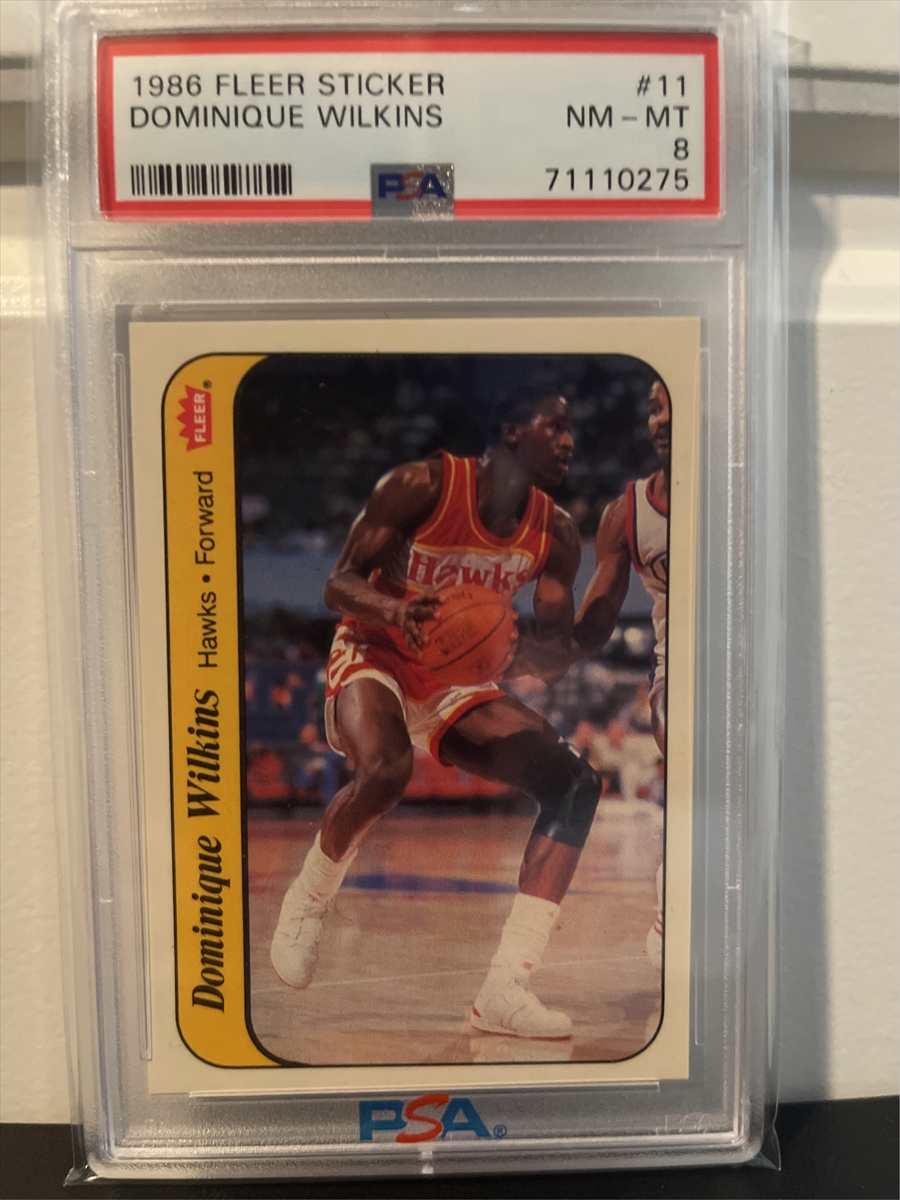 1986 FLEER STICKER #11
DOMINIQUE WILKINS NM - MT
8
PSA 71110275
FLEER®
Hawks • Forward
Dominique Wilkins
Hawks
PSA®